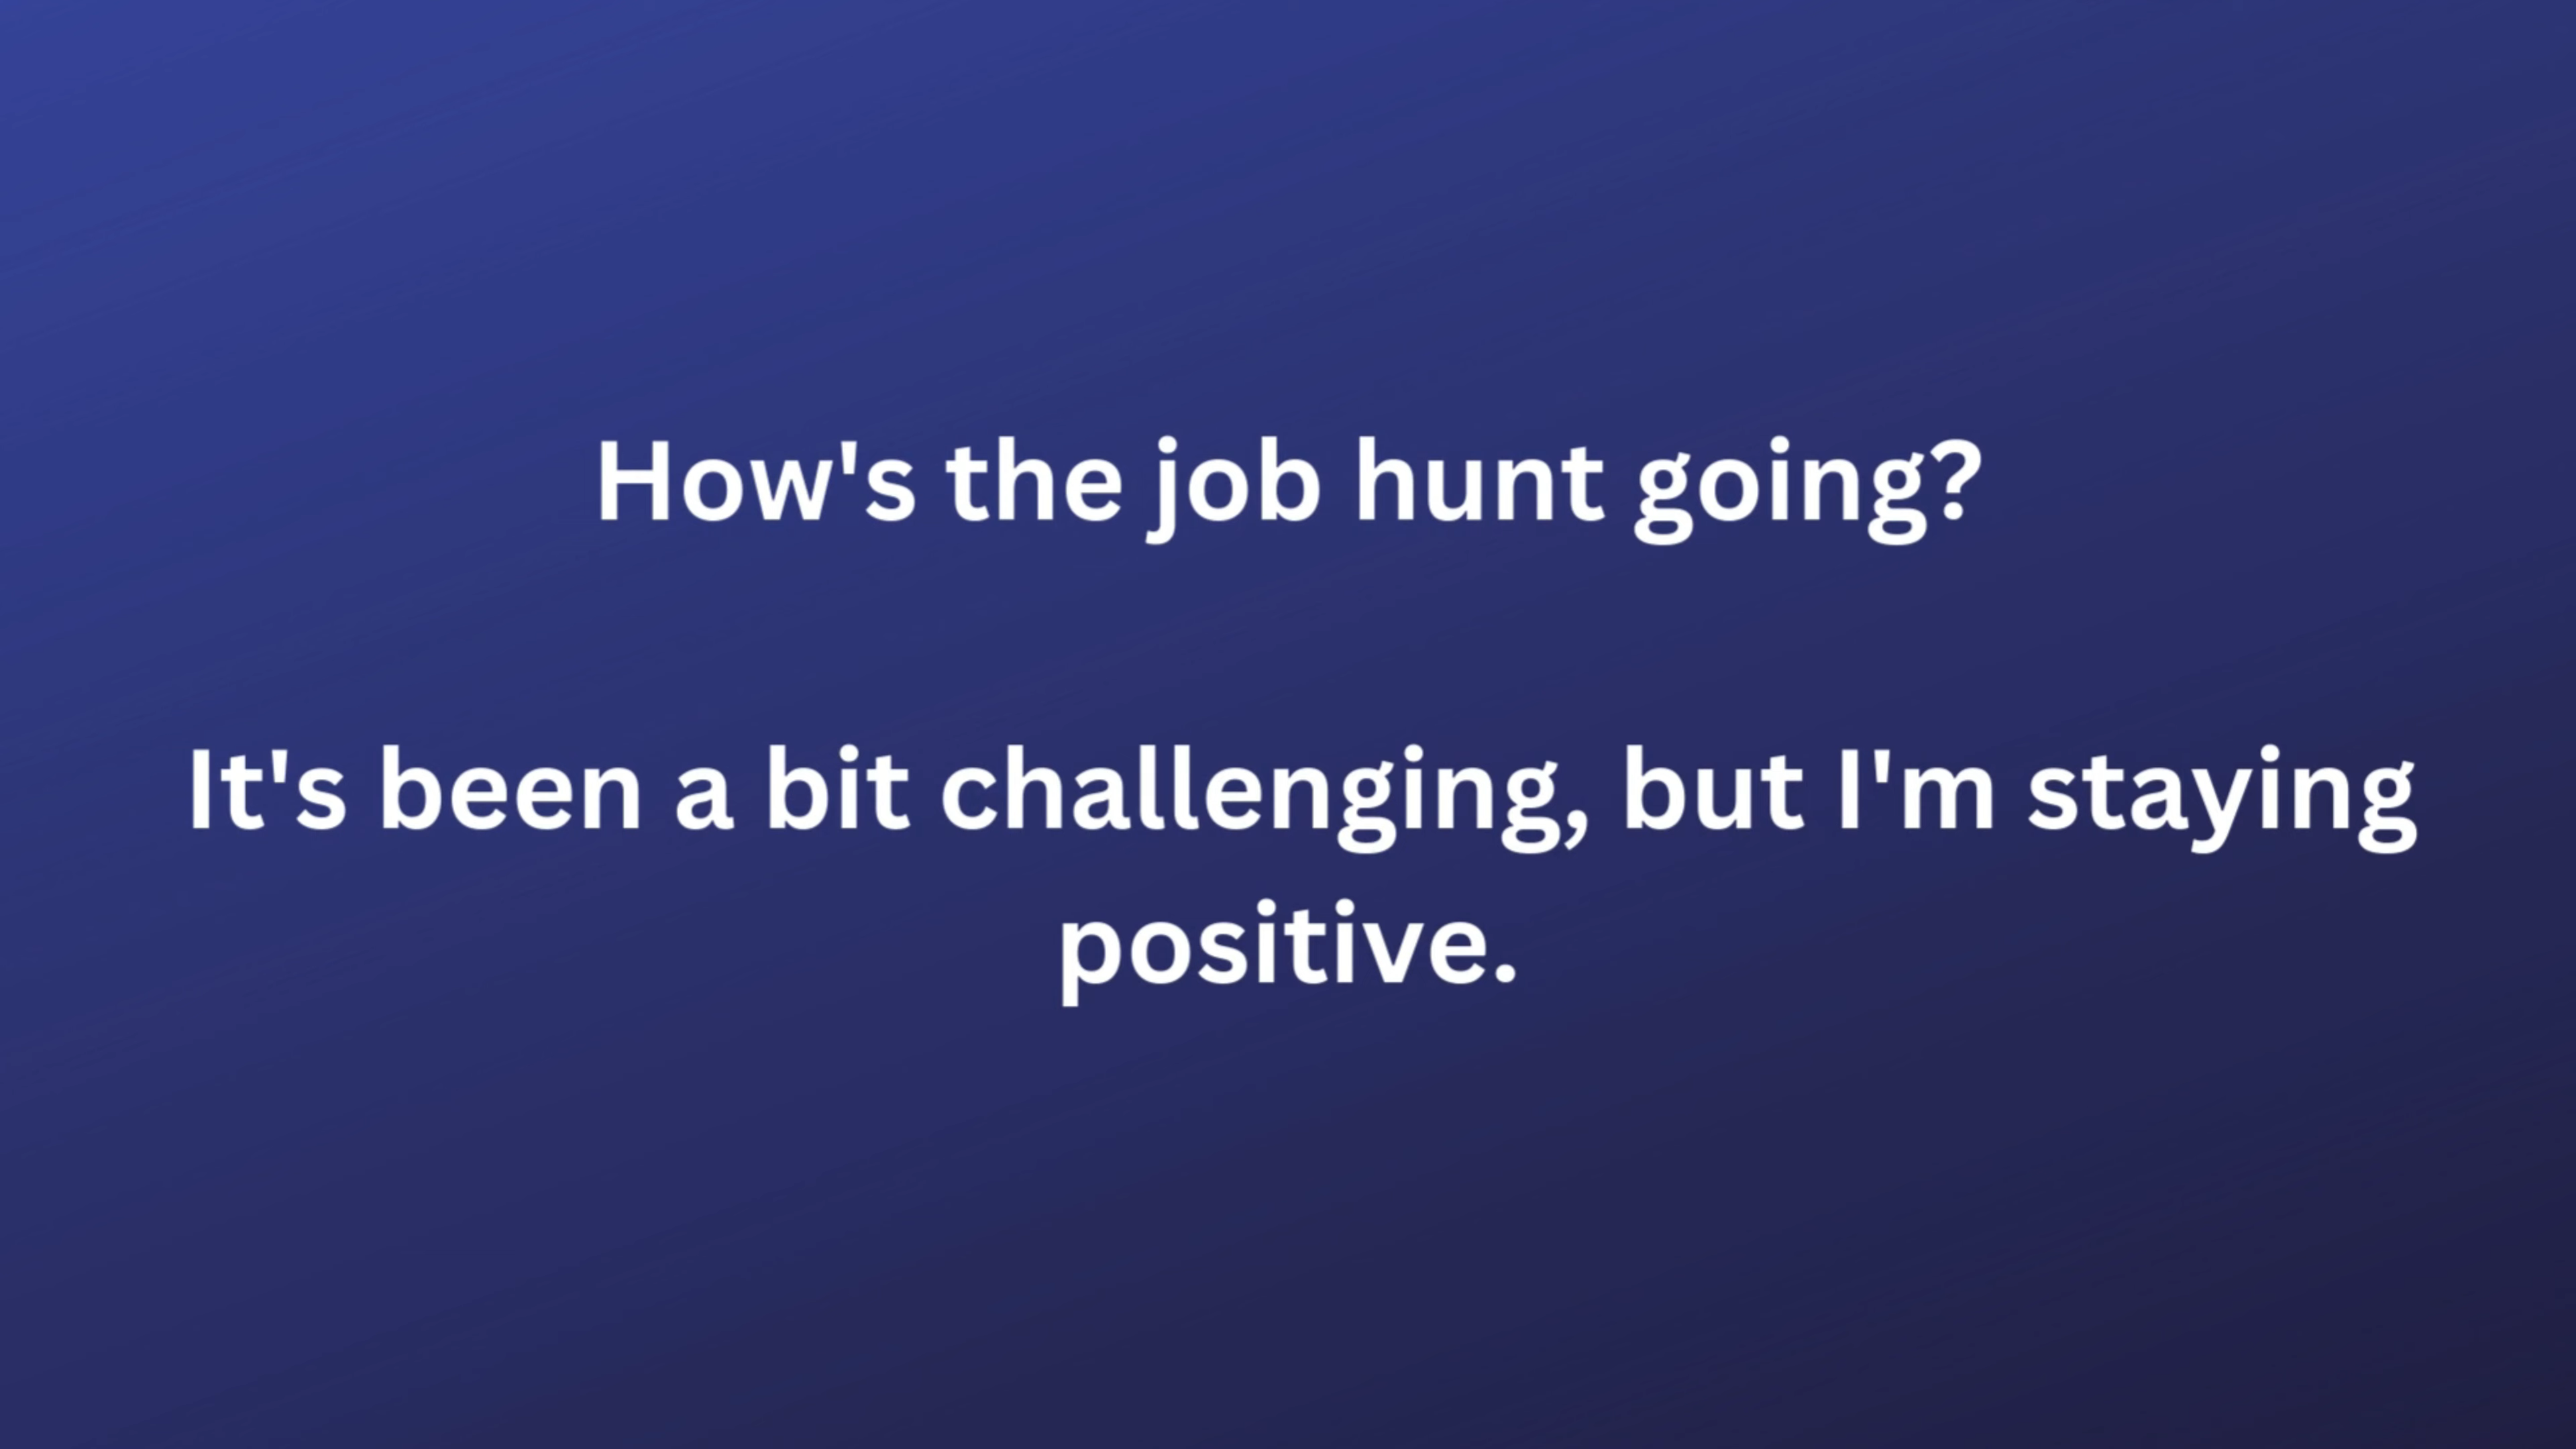 How's the job hunt going?
It's been a bit challenging, but I'm staying
positive.